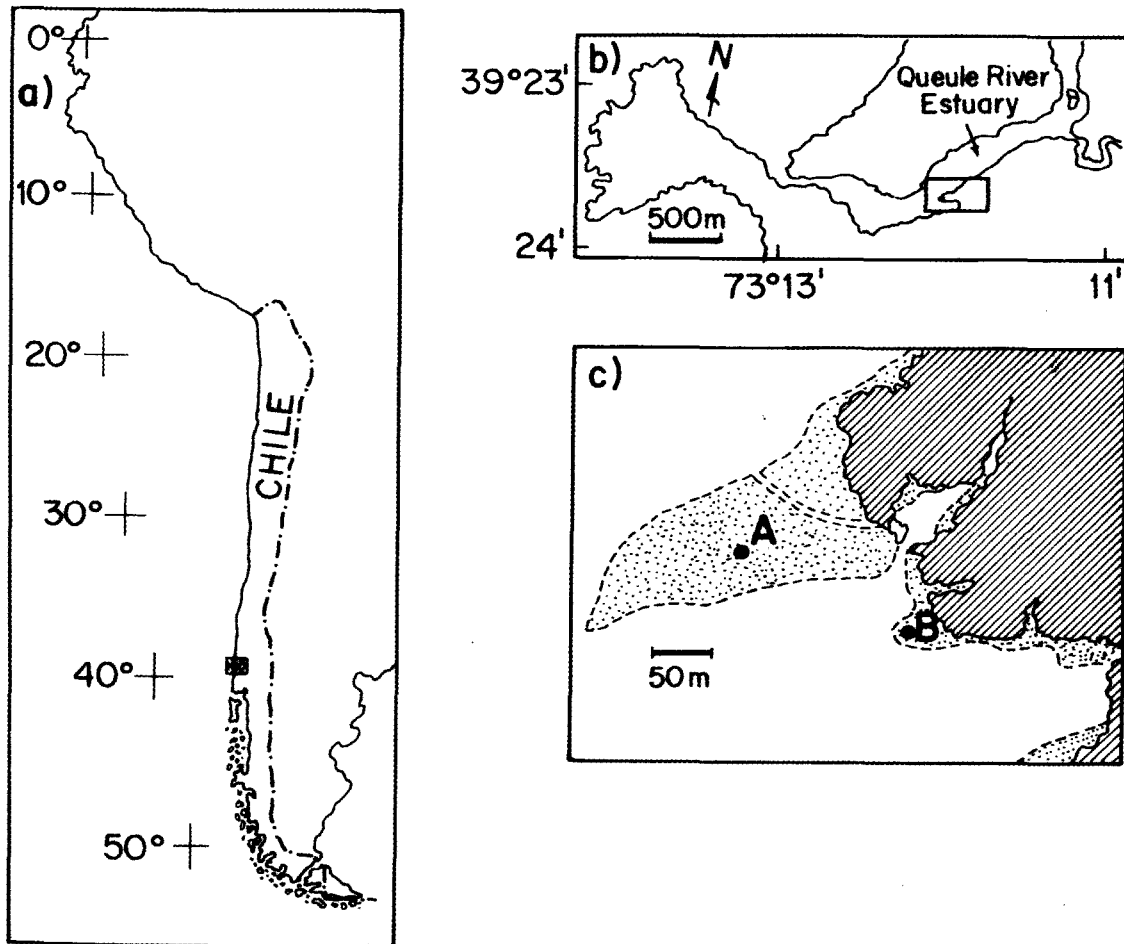 a)
0°
10°
20°
30°
40°
50°
CHILE
b)
N
39°23'
24'
Queule River
Estuary
500m
73°13'
11'
c)
A
B
50m